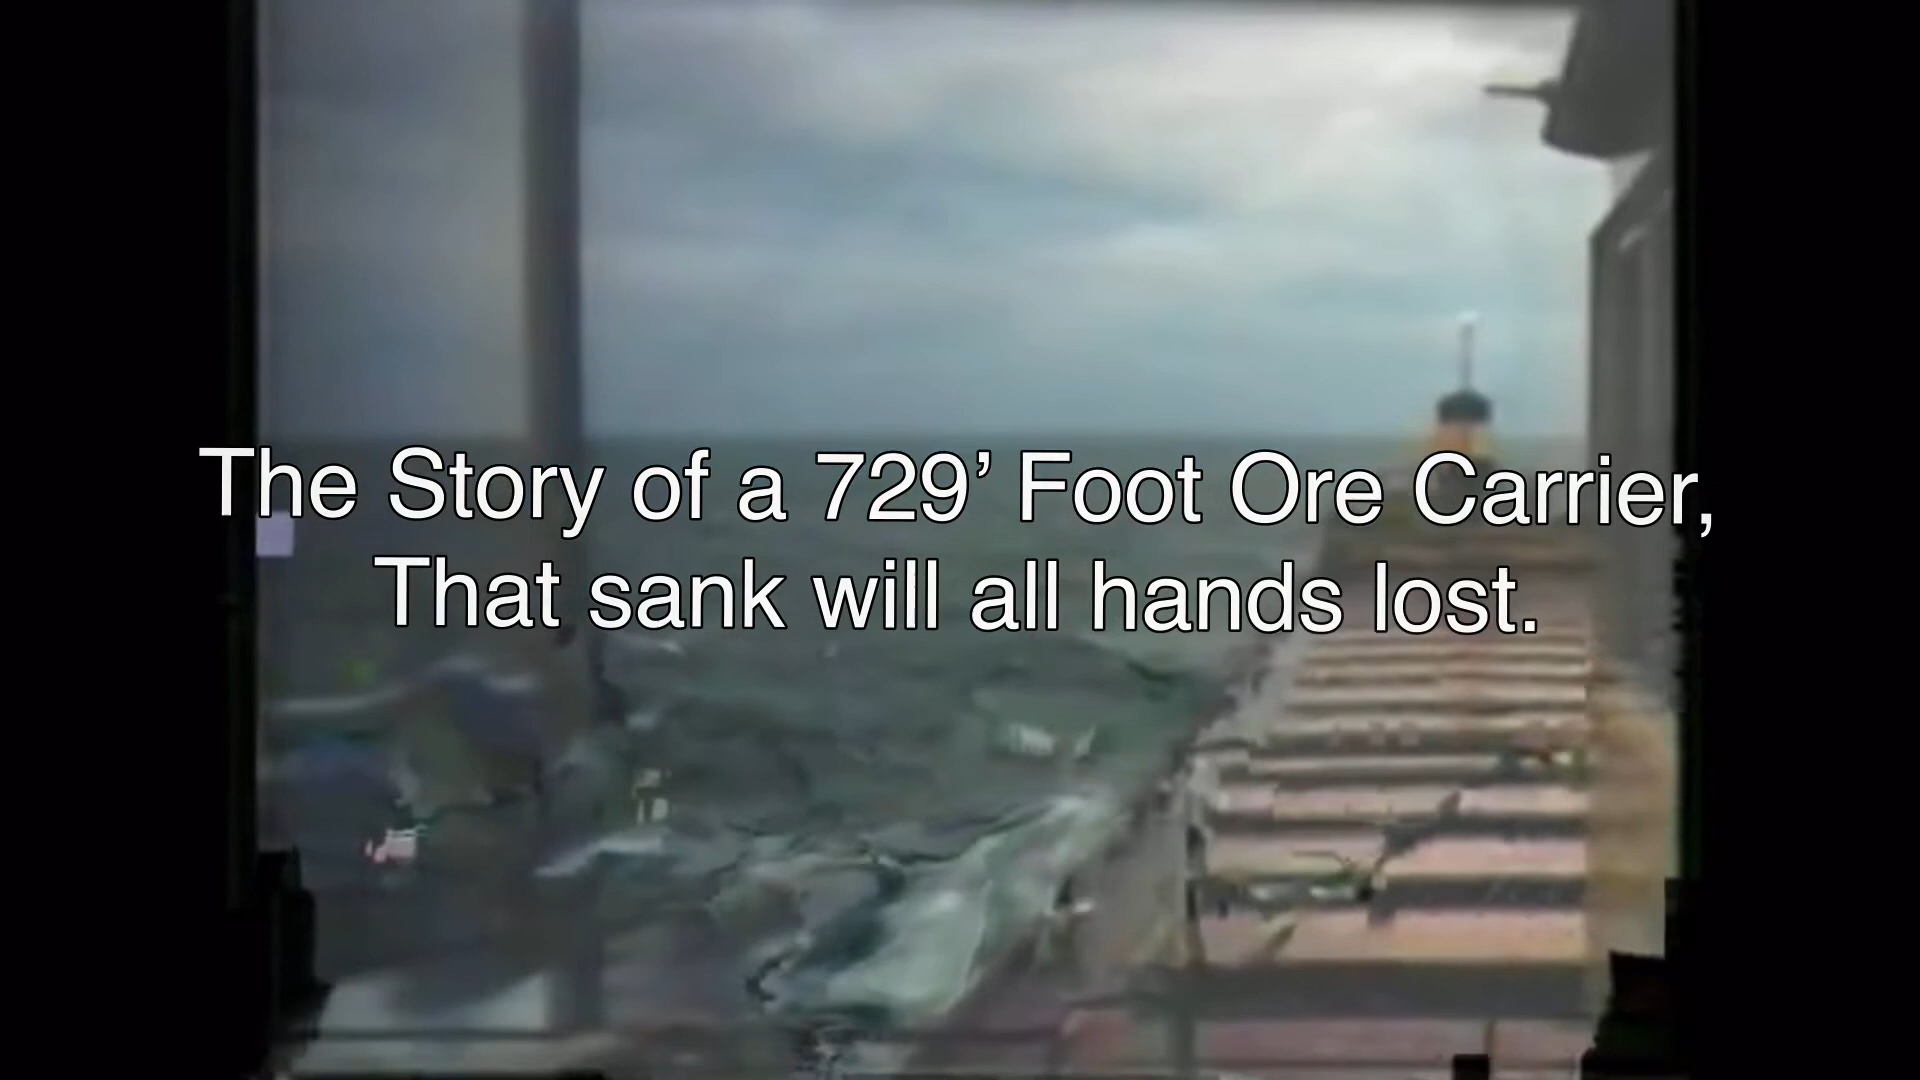 The Story of a 729’ Foot Ore Carrier,
That sank will all hands lost.